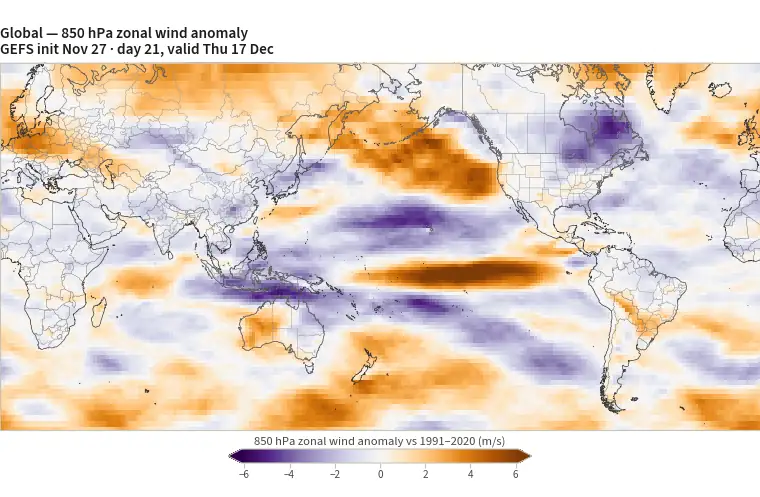 Global — 850 hPa zonal wind anomaly
GEFS init Nov 27 · day 21, valid Thu 17 Dec
850 hPa zonal wind anomaly vs 1991–2020 (m/s)
−6 −4 −2 0 2 4 6